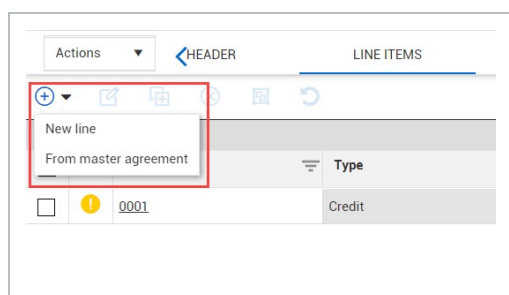 Actions HEADER LINE ITEMS
New line
From master agreement
Type
0001 Credit